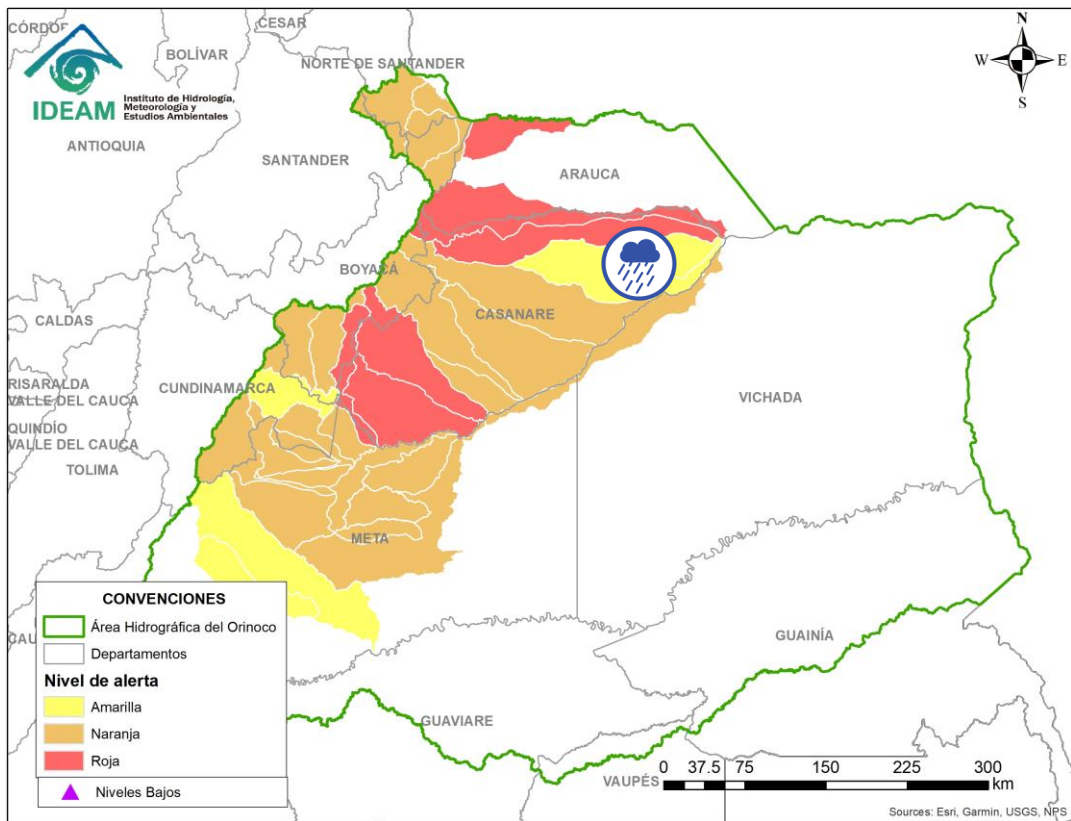 CÓRDO
CESAR
BOLÍVAR
NORTE DE SANTANDER
N
W
E
S
IDEAM
Instituto de Hidrología,
Meteorología y
Estudios Ambientales
ANTIOQUIA
SANTANDER
ARAUCA
BOYACÁ
CALDAS
CASANARE
CUNDINAMARCA
RISARALDA
VALLE DEL CAUCA
VICHADA
QUINDÍO
VALLE DEL CAUCA
TOLIMA
META
CAU
CONVENCIONES
Área Hidrográfica del Orinoco
Departamentos
Nivel de alerta
Amarilla
Naranja
Roja
Niveles Bajos
GUAINÍA
GUAVIARE
VAUPÉS
0 37.5 75 150 225 300
km
Sources: Esri, Garmin, USGS, NPS